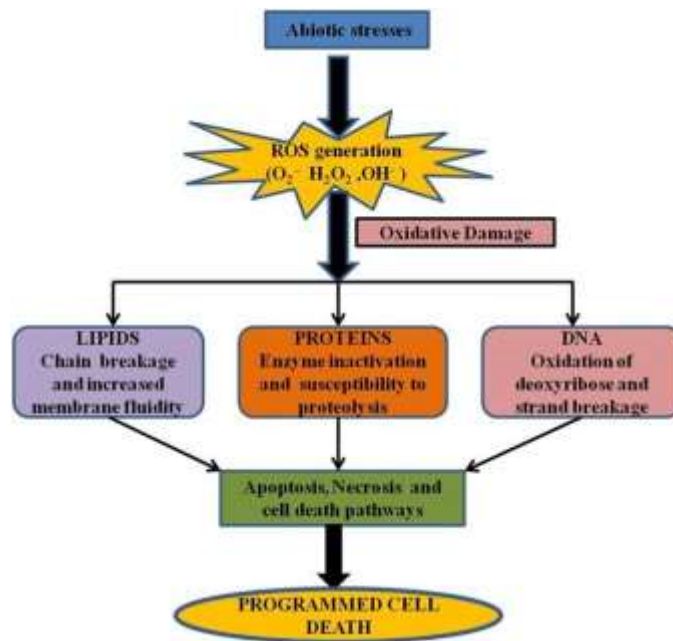 Abiotic stresses
ROS generation
(O₂⁻ H₂O₂ ,OH⁻ )
Oxidative Damage
LIPIDS
Chain breakage
and increased
membrane fluidity
PROTEINS
Enzyme inactivation
and susceptibility to
proteolysis
DNA
Oxidation of
deoxyribose and
strand breakage
Apoptosis, Necrosis and
cell death pathways
PROGRAMMED CELL
DEATH